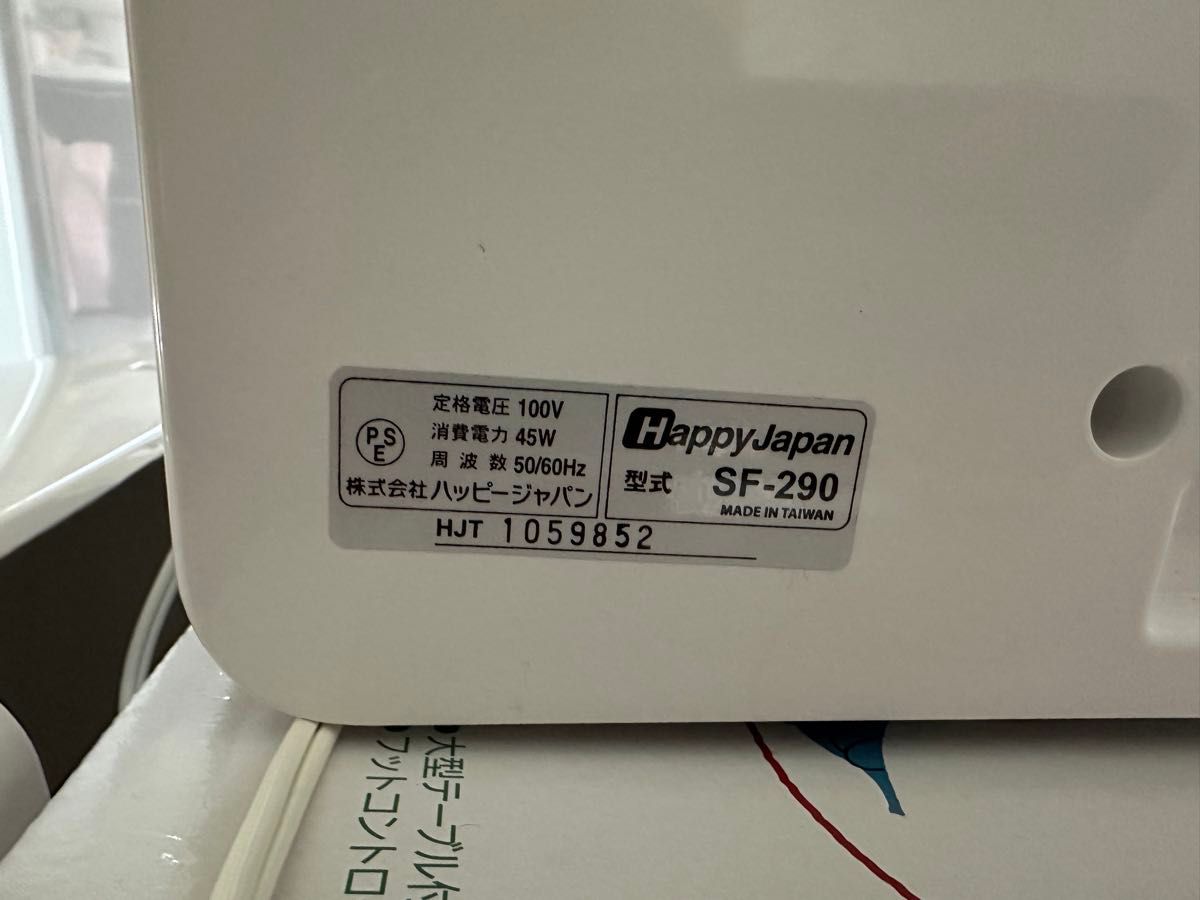 PSE
定格電圧 100V
消費電力 45W
周波数 50/60Hz
株式会社ハッピージャパン
HappyJapan
型式 SF-290
MADE IN TAIWAN
HJT 1059852
●大型テーブル付
●フットコントロ